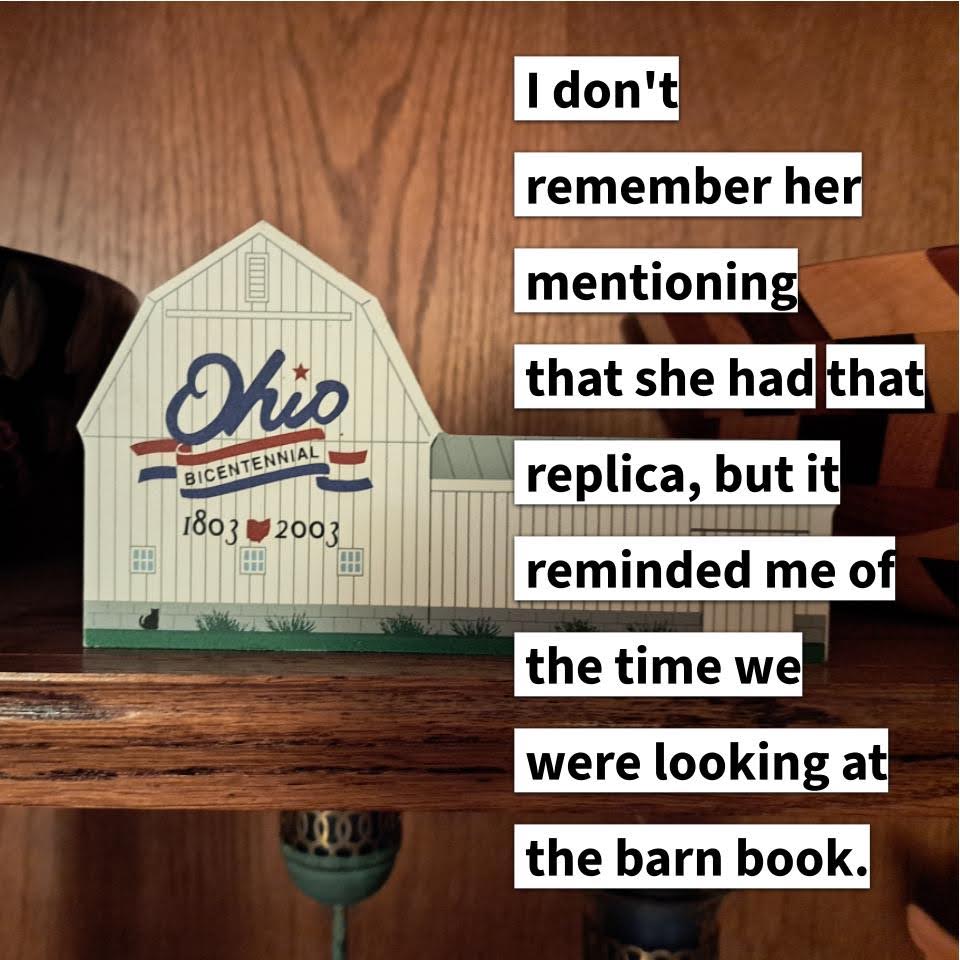 I don't
remember her
mentioning
that she had that
replica, but it
reminded me of
the time we
were looking at
the barn book.
Ohio
BICENTENNIAL
1803 2003